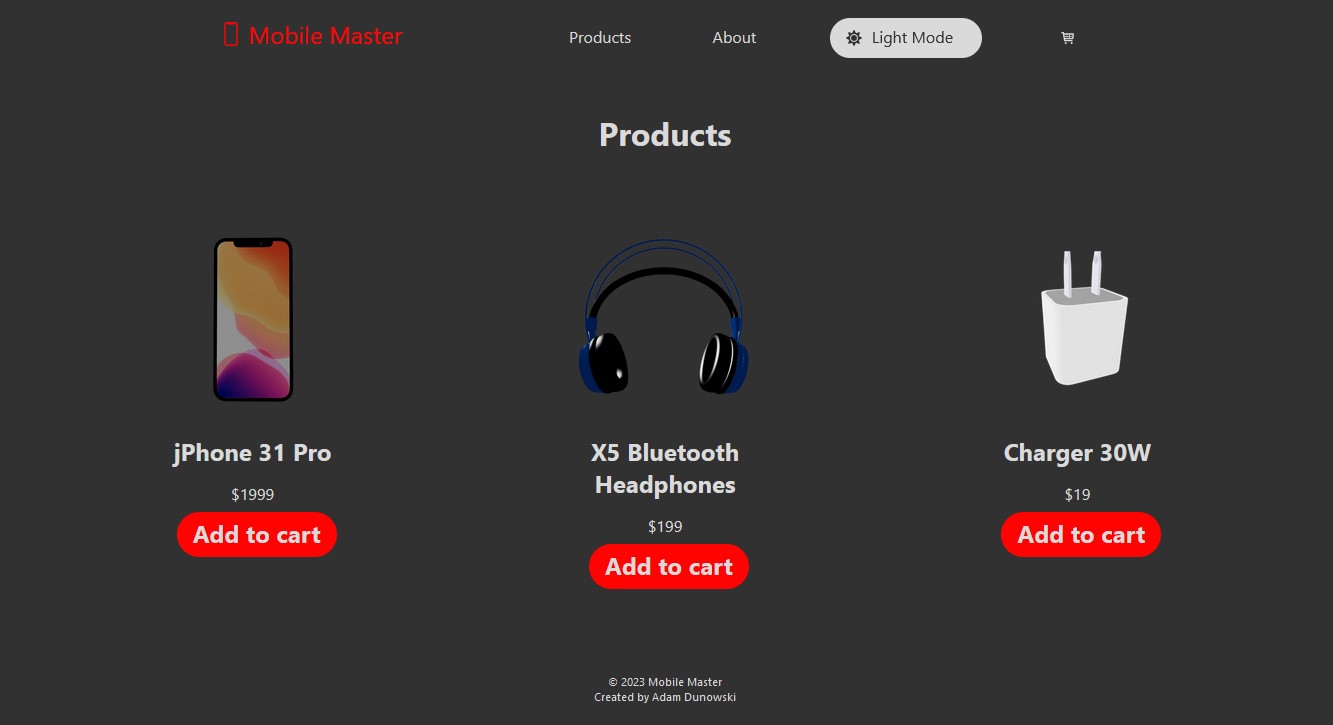 Mobile Master
Products
About
Light Mode
Products
jPhone 31 Pro
$1999
Add to cart
X5 Bluetooth
Headphones
$199
Add to cart
Charger 30W
$19
Add to cart
© 2023 Mobile Master
Created by Adam Dunowski